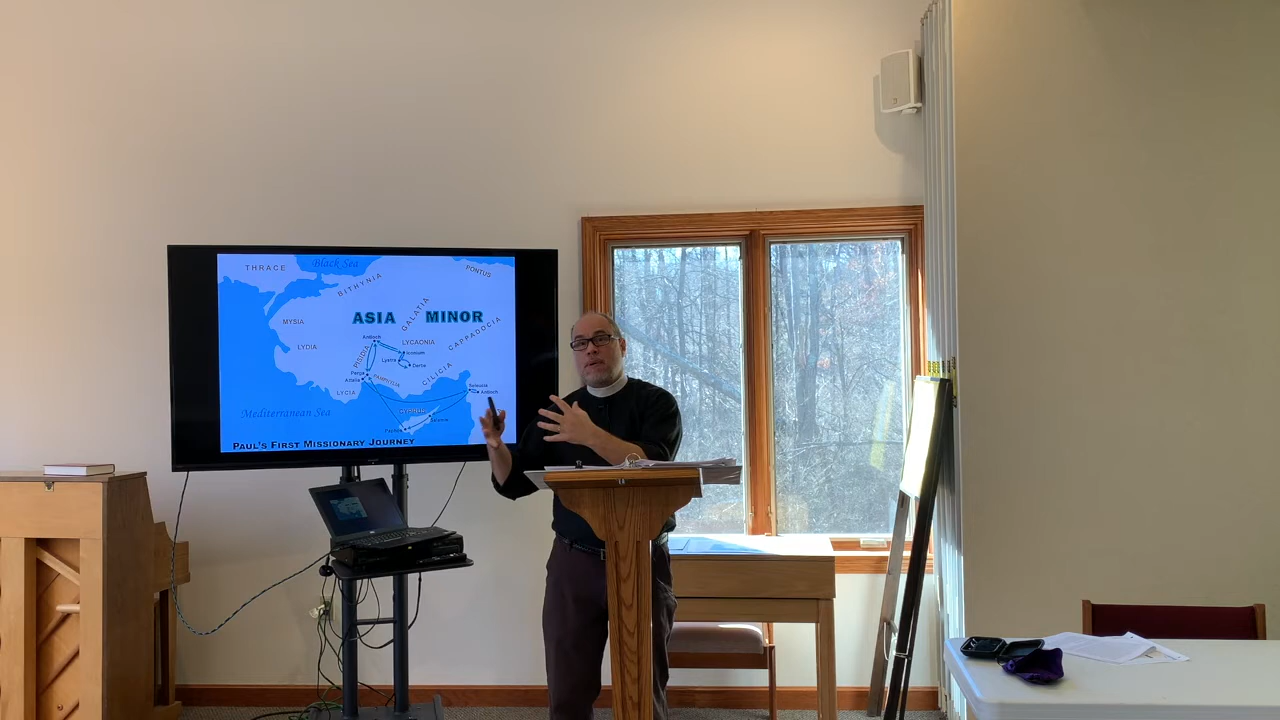 Black Sea
THRACE
PONTUS
BITHYNIA
GALATIA
ASIA MINOR
MYSIA
CAPPADOCIA
Antioch
LYCAONIA
LYDIA
Iconium
PISIDIA
Lystra
Derbe
Perga
Attalia
PAMPHYLIA
CILICIA
Seleucia
LYCIA
Antioch
Mediterranean Sea
CYPRUS
Salamis
Paphos
PAUL'S FIRST MISSIONARY JOURNEY